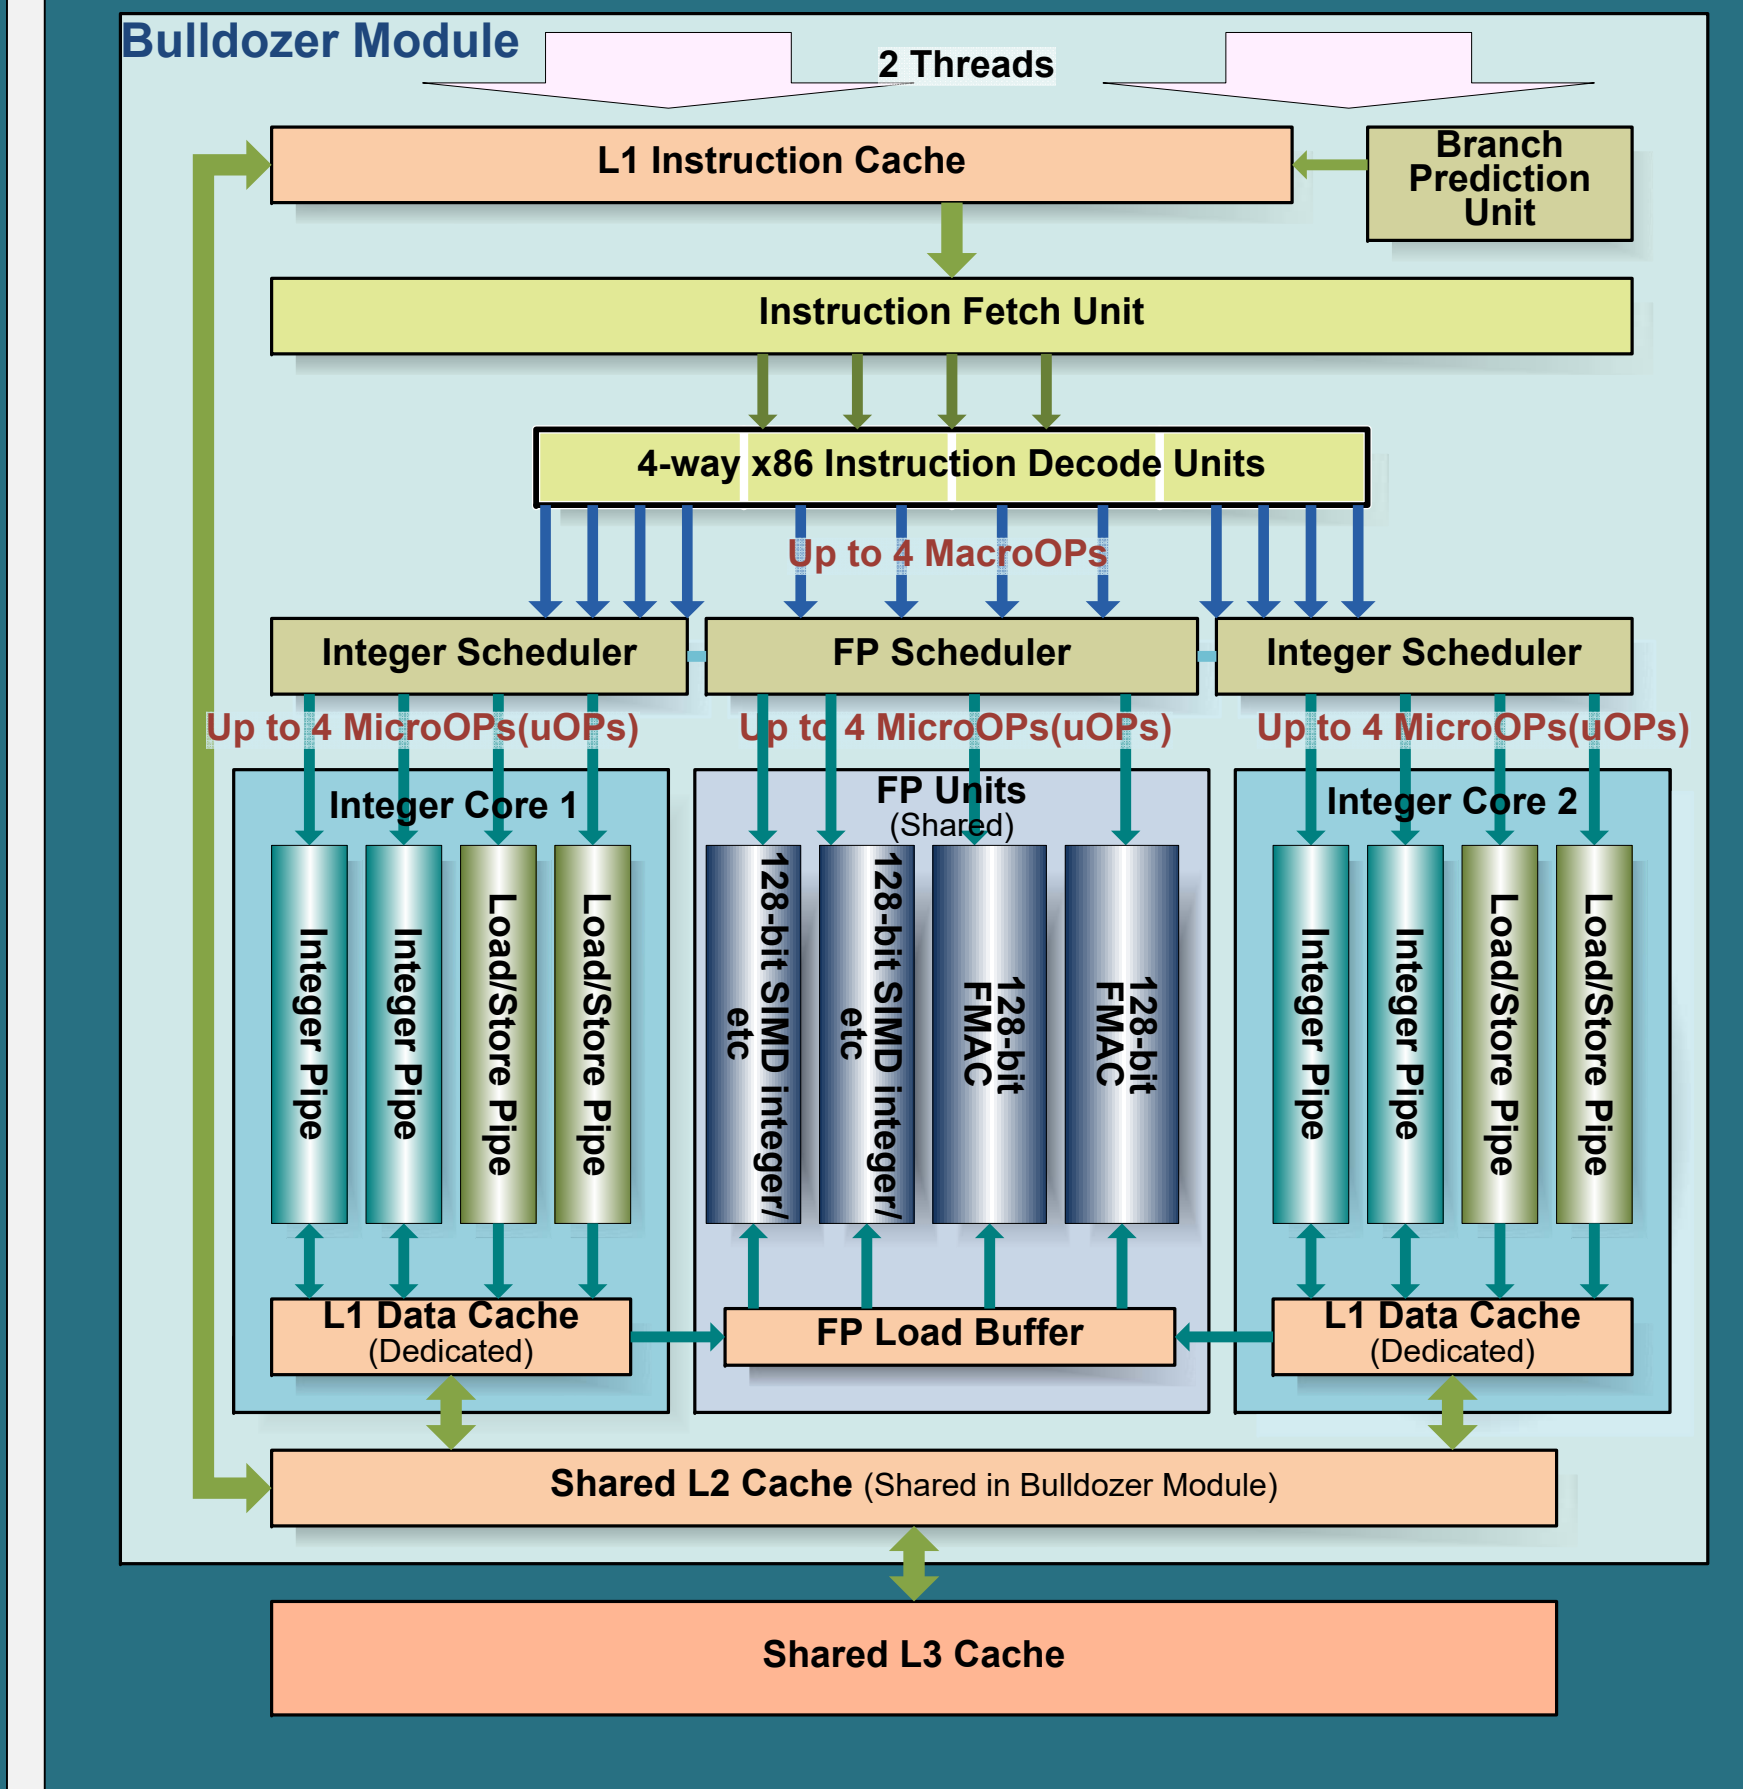 Bulldozer Module
2 Threads
L1 Instruction Cache
Branch
Prediction
Unit
Instruction Fetch Unit
4-way x86 Instruction Decode Units
Up to 4 MacroOPs
Integer Scheduler
FP Scheduler
Integer Scheduler
Up to 4 MicroOPs(uOPs)
Up to 4 MicroOPs(uOPs)
Up to 4 MicroOPs(uOPs)
Integer Core 1
FP Units
(Shared)
Integer Core 2
Integer Pipe
Integer Pipe
Load/Store Pipe
Load/Store Pipe
128-bit SIMD integer/
etc
128-bit SIMD integer/
etc
128-bit
FMAC
128-bit
FMAC
Integer Pipe
Integer Pipe
Load/Store Pipe
Load/Store Pipe
L1 Data Cache
(Dedicated)
FP Load Buffer
L1 Data Cache
(Dedicated)
Shared L2 Cache (Shared in Bulldozer Module)
Shared L3 Cache